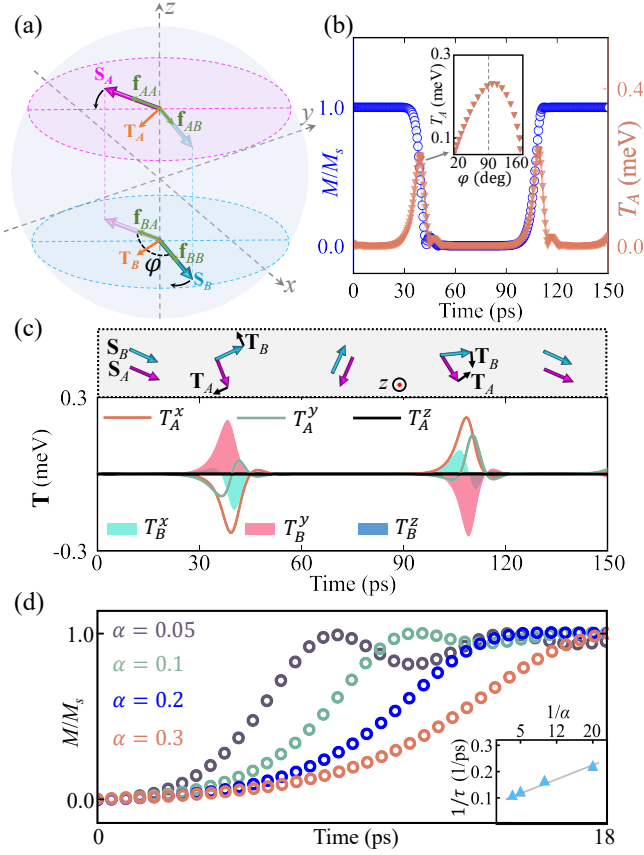 (a)
z
S_A
f_AA
f_AB
T_A
y
f_BA
T_B
φ
f_BB
S_B
x
(b)
M/M_s
1.0
0.0
T_A (meV)
0.3
0.1
20 90 160
φ (deg)
0.4
0.0
T_A (meV)
0 30 60 90 120 150
Time (ps)
(c)
S_B
S_A
T_B
T_A
z
T_B
T_A
T (meV)
0.3
-0.3
T_A^x T_A^y T_A^z
T_B^x T_B^y T_B^z
0 30 60 90 120 150
Time (ps)
(d)
M/M_s
1.0
0.0
α = 0.05
α = 0.1
α = 0.2
α = 0.3
1/α
5 12 20
1/τ (1/ps)
0.3
0.2
0.1
0 18
Time (ps)